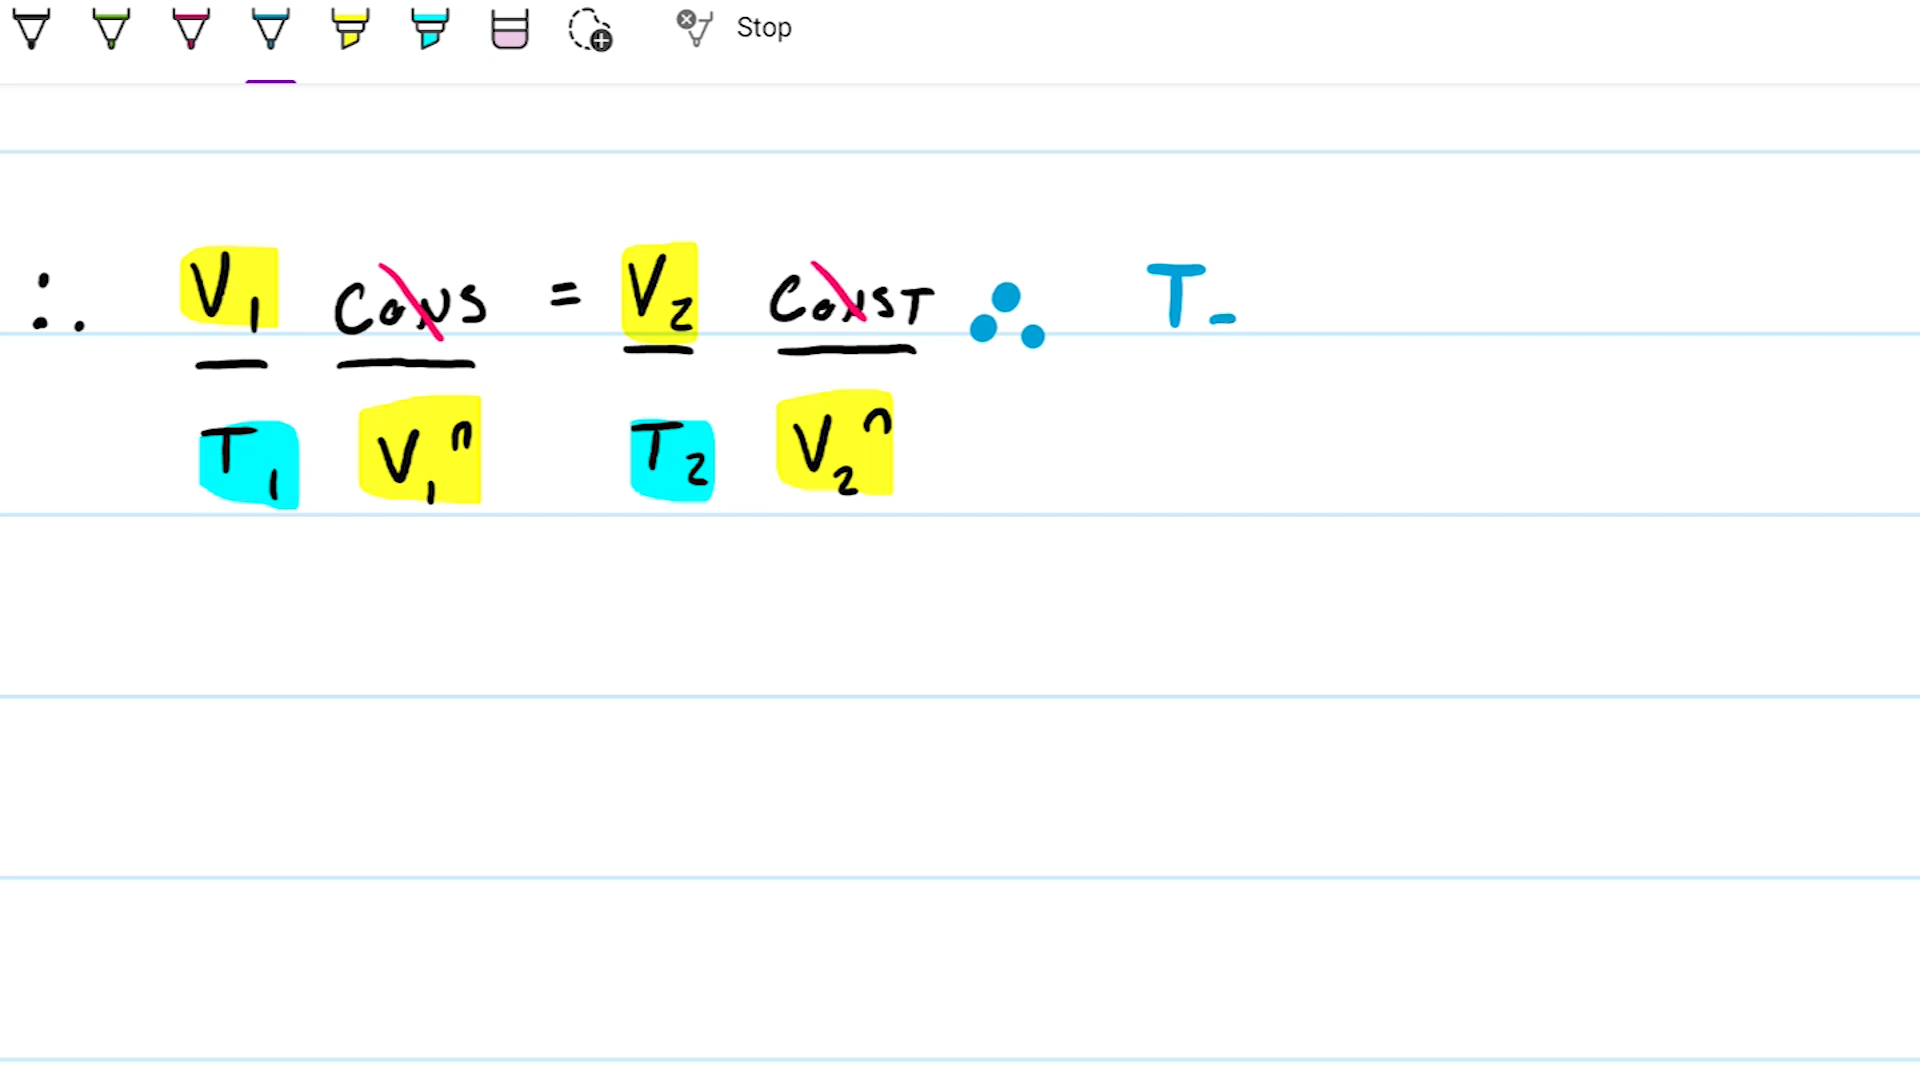 Stop
∴ V₁ CONS = V₂ CONST ∴ T-
T₁ V₁ⁿ T₂ V₂ⁿ